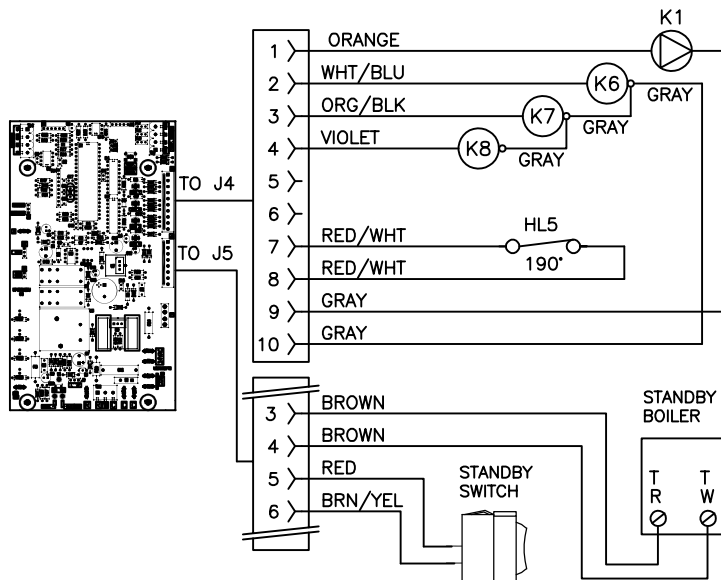 K1
1 ORANGE
2 WHT/BLU K6 GRAY
3 ORG/BLK K7 GRAY
4 VIOLET K8 GRAY
TO J4
5
6
HL5
7 RED/WHT
190°
TO J5
8 RED/WHT
9 GRAY
10 GRAY
3 BROWN
4 BROWN
5 RED
6 BRN/YEL
STANDBY
SWITCH
STANDBY
BOILER
T T
R W